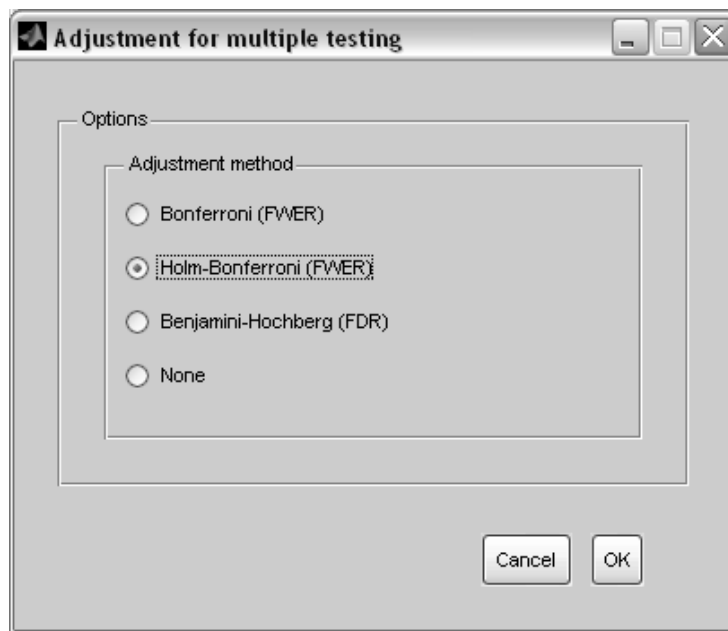 Adjustment for multiple testing
Options
Adjustment method
Bonferroni (FWER)
Holm-Bonferroni (FWER)
Benjamini-Hochberg (FDR)
None
Cancel OK